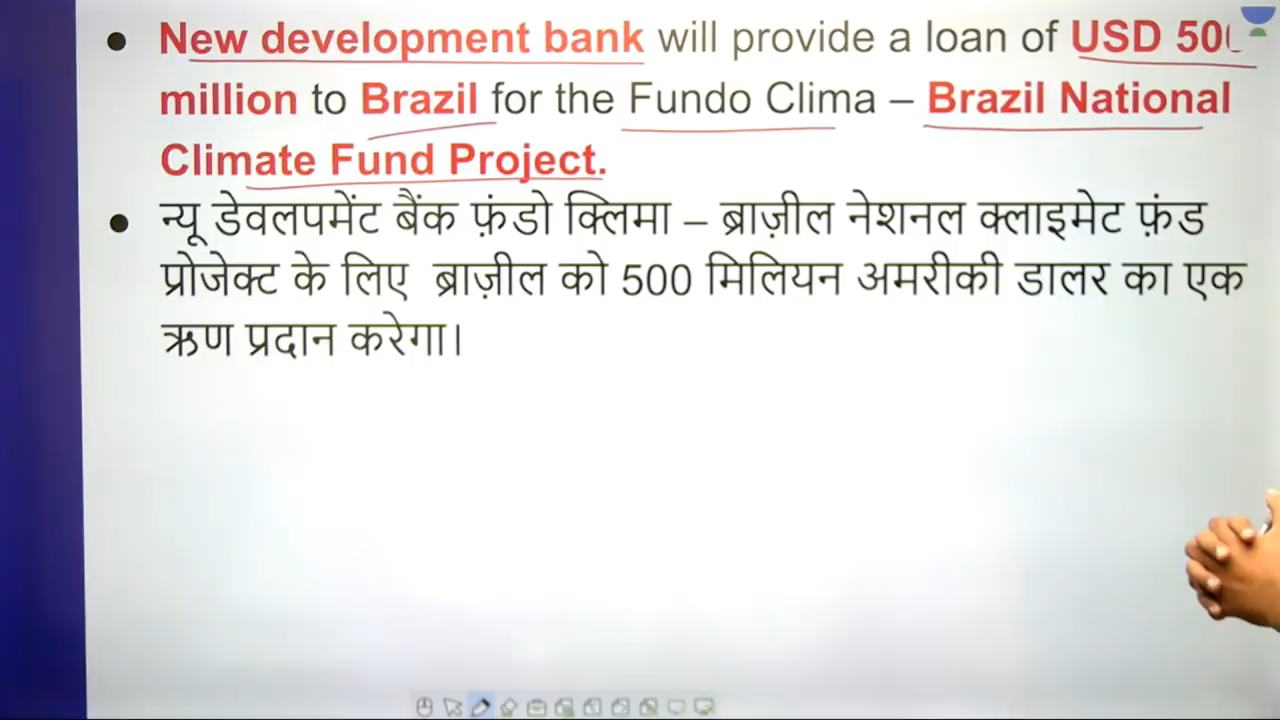 New development bank will provide a loan of USD 500
million to Brazil for the Fundo Clima – Brazil National
Climate Fund Project.
न्यू डेवलपमेंट बैंक फ़ंडो क्लिमा – ब्राज़ील नेशनल क्लाइमेट फ़ंड
प्रोजेक्ट के लिए ब्राज़ील को 500 मिलियन अमरीकी डालर का एक
ऋण प्रदान करेगा।